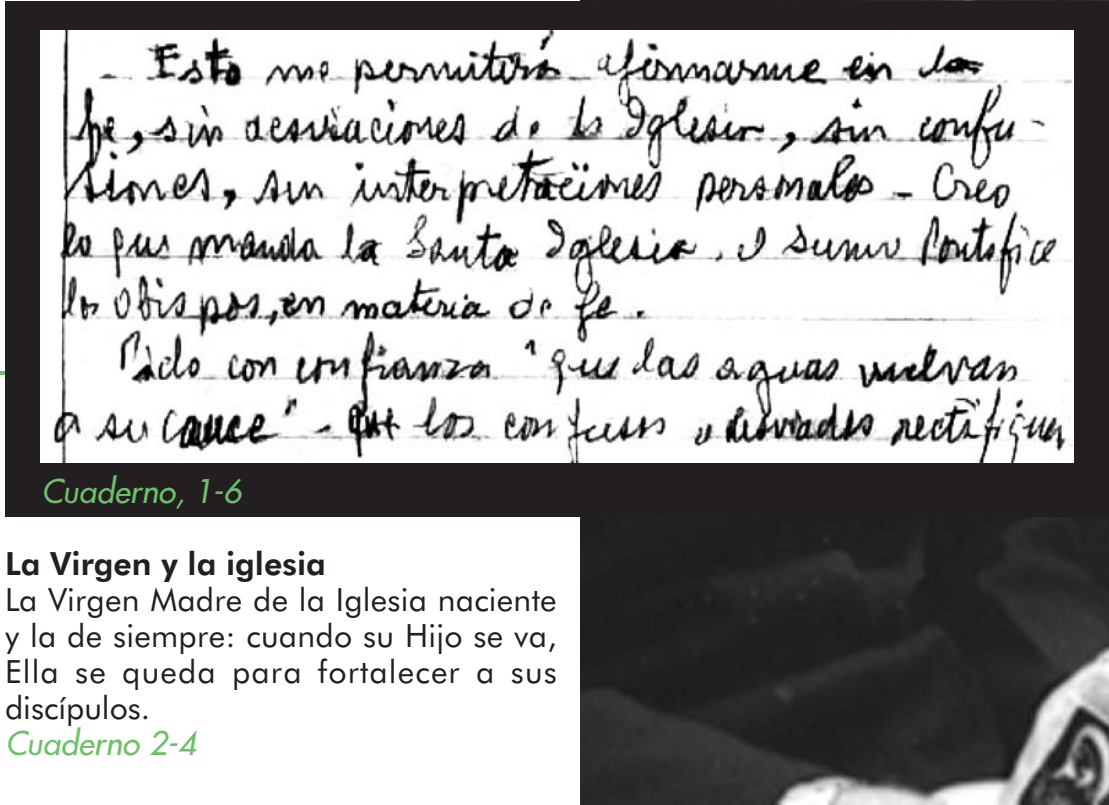 - Esto me permitirá afirmarme en la
fe, sin desviaciones de la Iglesia, sin confu-
siones, sin interpretaciones personales - Creo
lo que manda la Santa Iglesia, el Sumo Pontífice
los Obispos, en materia de fe.
Pido con confianza "que las aguas vuelvan
a su cauce" - que los confusos o desviados rectifiquen
Cuaderno, 1-6
La Virgen y la iglesia
La Virgen Madre de la Iglesia naciente
y la de siempre: cuando su Hijo se va,
Ella se queda para fortalecer a sus
discípulos.
Cuaderno 2-4